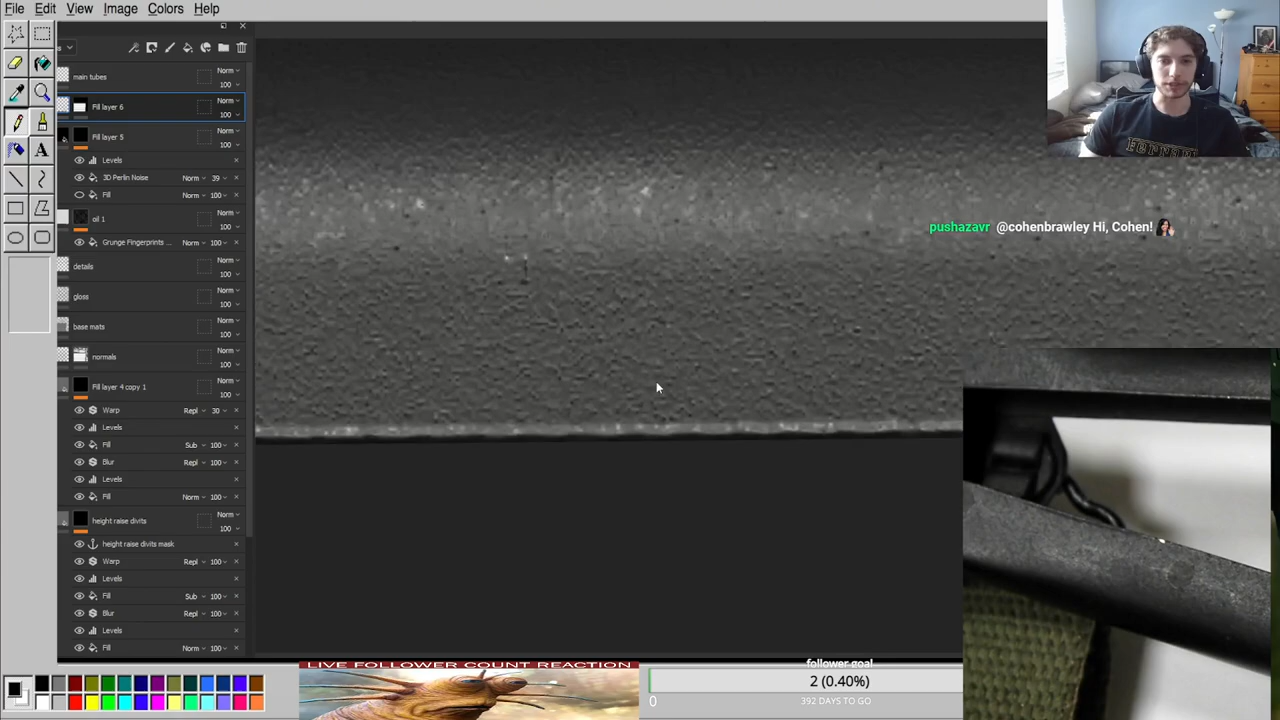 File Edit View Image Colors Help
main tubes Norm 100
Fill layer 6 Norm 100
Fill layer 5 Norm 100
Levels
3D Perlin Noise Norm 39
Fill Norm 100
oil 1 Norm 100
Grunge Fingerprints ... Norm 100
details Norm 100
gloss Norm 100
base mats Norm 100
normals Norm 100
Fill layer 4 copy 1 Norm 100
Warp Repl 30
Levels
Fill Sub 100
Blur Repl 100
Levels
Fill Norm 100
height raise divits Norm 100
height raise divits mask
Warp Repl 100
Levels
Fill Sub 100
Blur Repl 100
Levels
Fill Norm 100
A
pushazavr @cohenbrawley Hi, Cohen!
Ferrari
LIVE FOLLOWER COUNT REACTION
follower goal
2 (0.40%)
0
392 DAYS TO GO